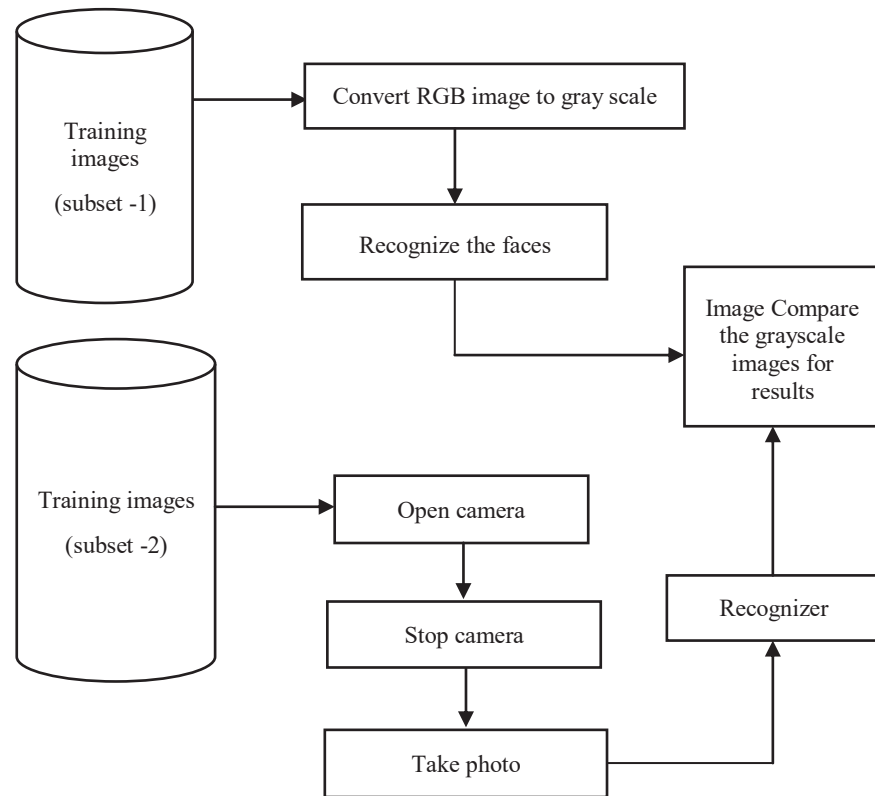 Training
images
(subset -1)
Convert RGB image to gray scale
Recognize the faces
Image Compare
the grayscale
images for
results
Training images
(subset -2)
Open camera
Stop camera
Take photo
Recognizer